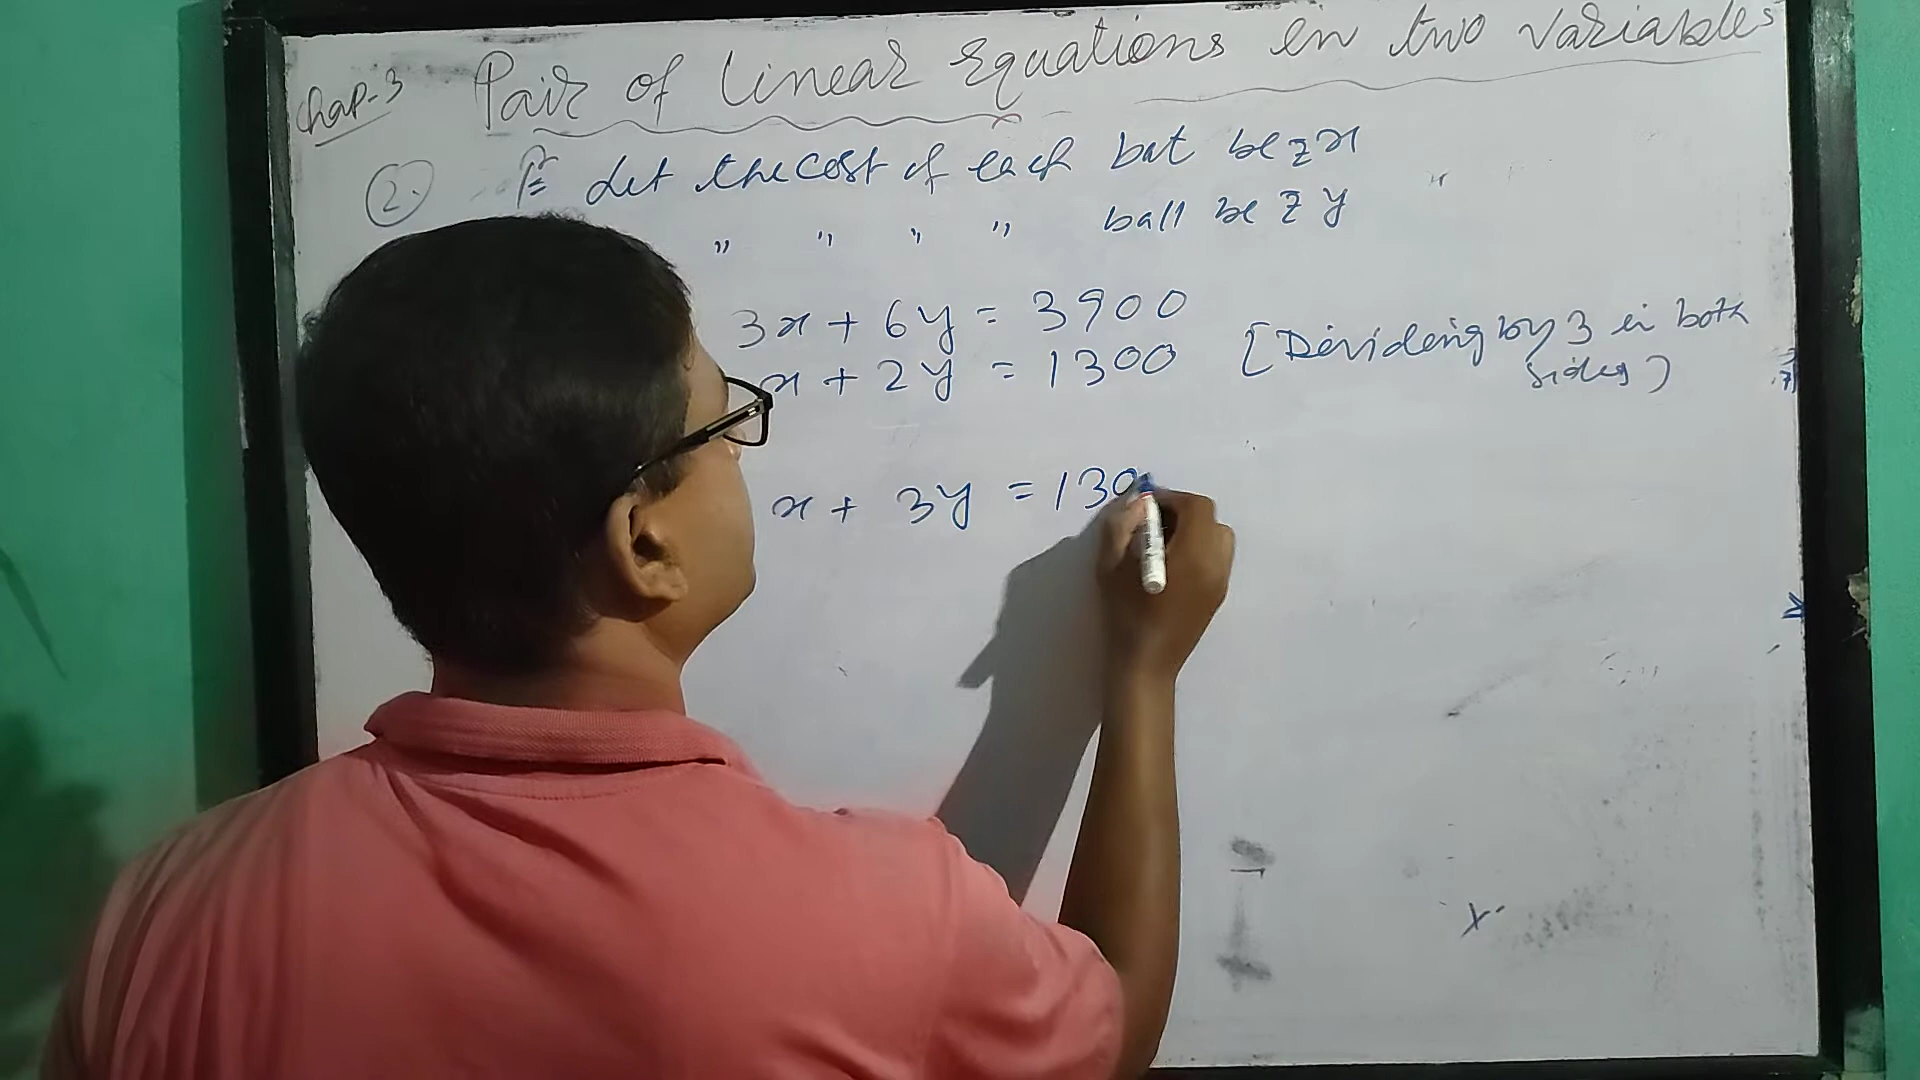 Chap-3 Pair of Linear Equations in two variables
2. Let the cost of each bat be ₹ x
" " " " ball be ₹ y
3x + 6y = 3900
x + 2y = 1300 [Dividing by 3 in both sides]
x + 3y = 130